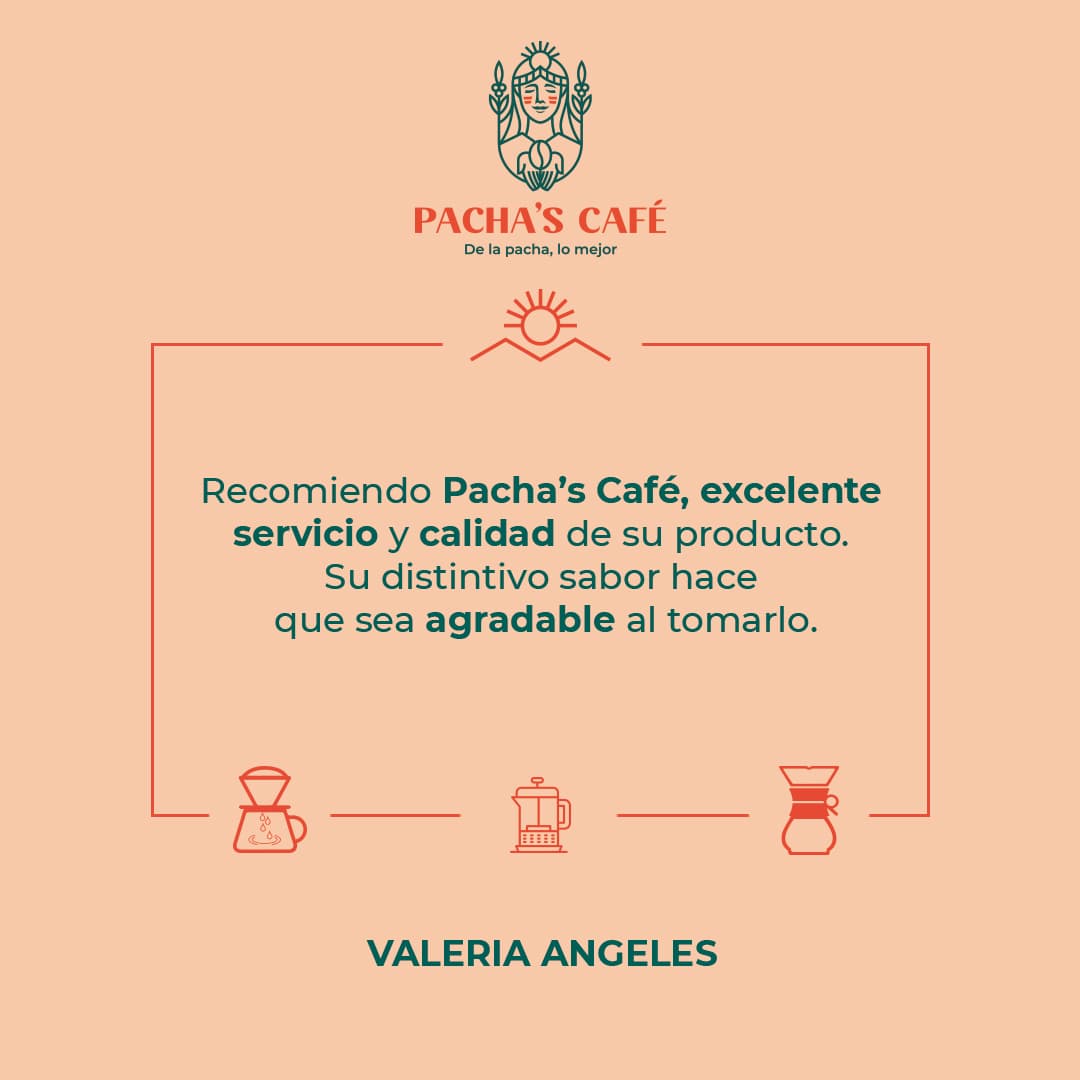 PACHA'S CAFÉ
De la pacha, lo mejor
Recomiendo Pacha’s Café, excelente
servicio y calidad de su producto.
Su distintivo sabor hace
que sea agradable al tomarlo.
VALERIA ANGELES